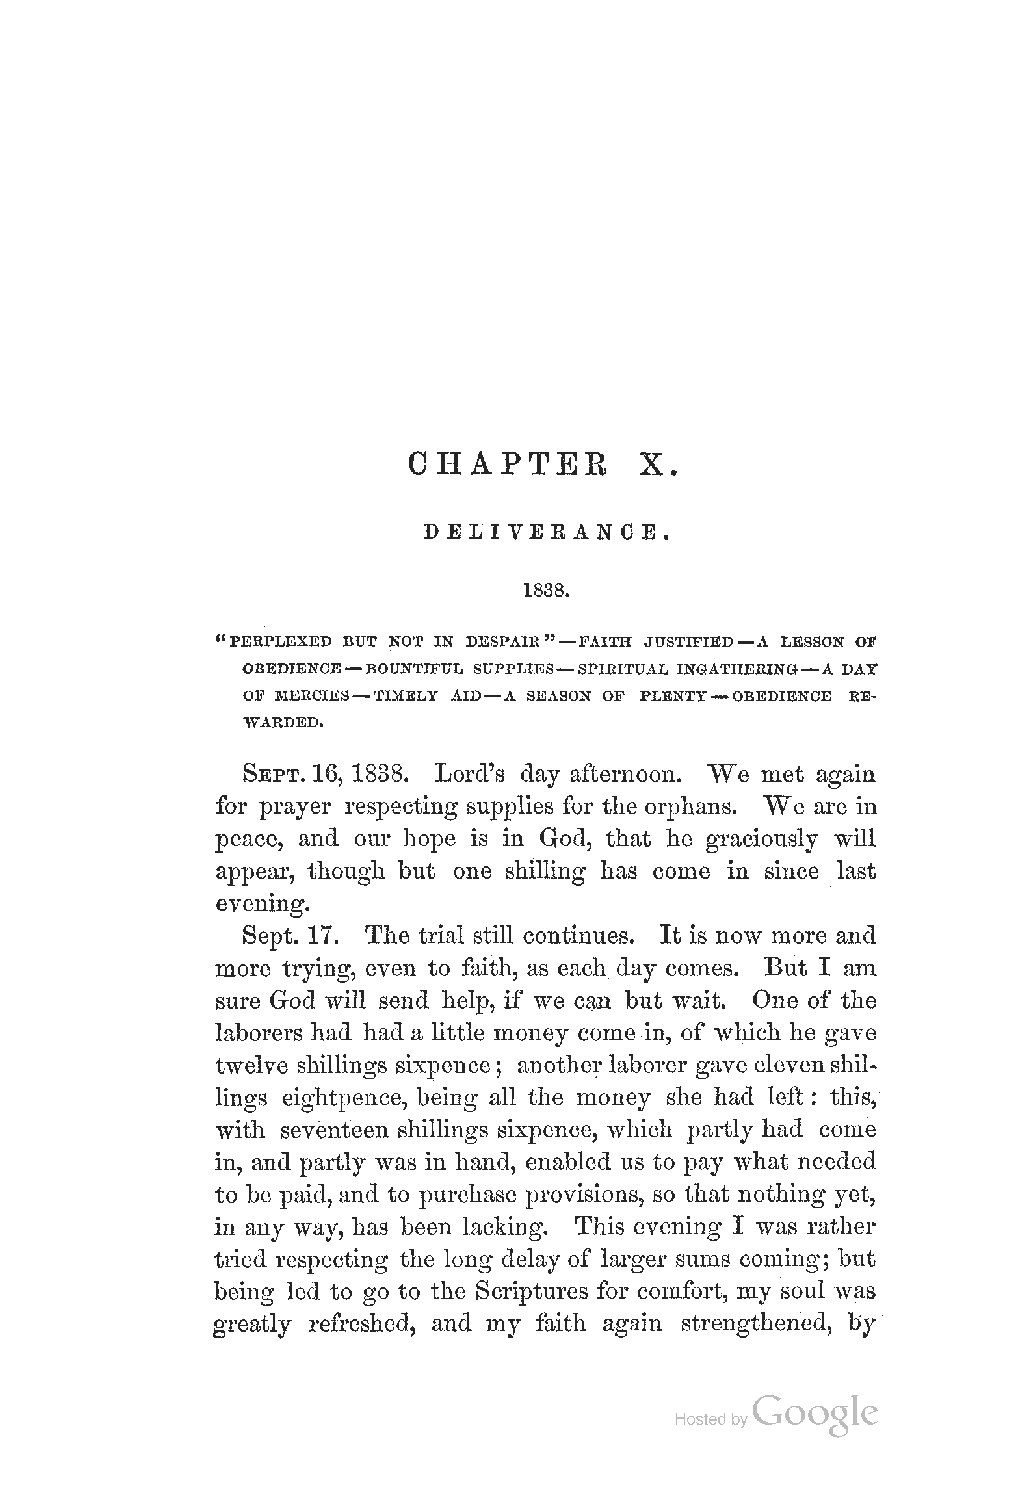 CHAPTER X.
DELIVERANCE.
1838.
"PERPLEXED BUT NOT IN DESPAIR"—FAITH JUSTIFIED—A LESSON OF
OBEDIENCE—BOUNTIFUL SUPPLIES—SPIRITUAL INGATHERING—A DAY
OF MERCIES—TIMELY AID—A SEASON OF PLENTY—OBEDIENCE RE-
WARDED.
SEPT. 16, 1838. Lord's day afternoon. We met again
for prayer respecting supplies for the orphans. We are in
peace, and our hope is in God, that he graciously will
appear, though but one shilling has come in since last
evening.
Sept. 17. The trial still continues. It is now more and
more trying, even to faith, as each day comes. But I am
sure God will send help, if we can but wait. One of the
laborers had had a little money come in, of which he gave
twelve shillings sixpence; another laborer gave eleven shil-
lings eightpence, being all the money she had left: this,
with seventeen shillings sixpence, which partly had come
in, and partly was in hand, enabled us to pay what needed
to be paid, and to purchase provisions, so that nothing yet,
in any way, has been lacking. This evening I was rather
tried respecting the long delay of larger sums coming; but
being led to go to the Scriptures for comfort, my soul was
greatly refreshed, and my faith again strengthened, by
Hosted by Google